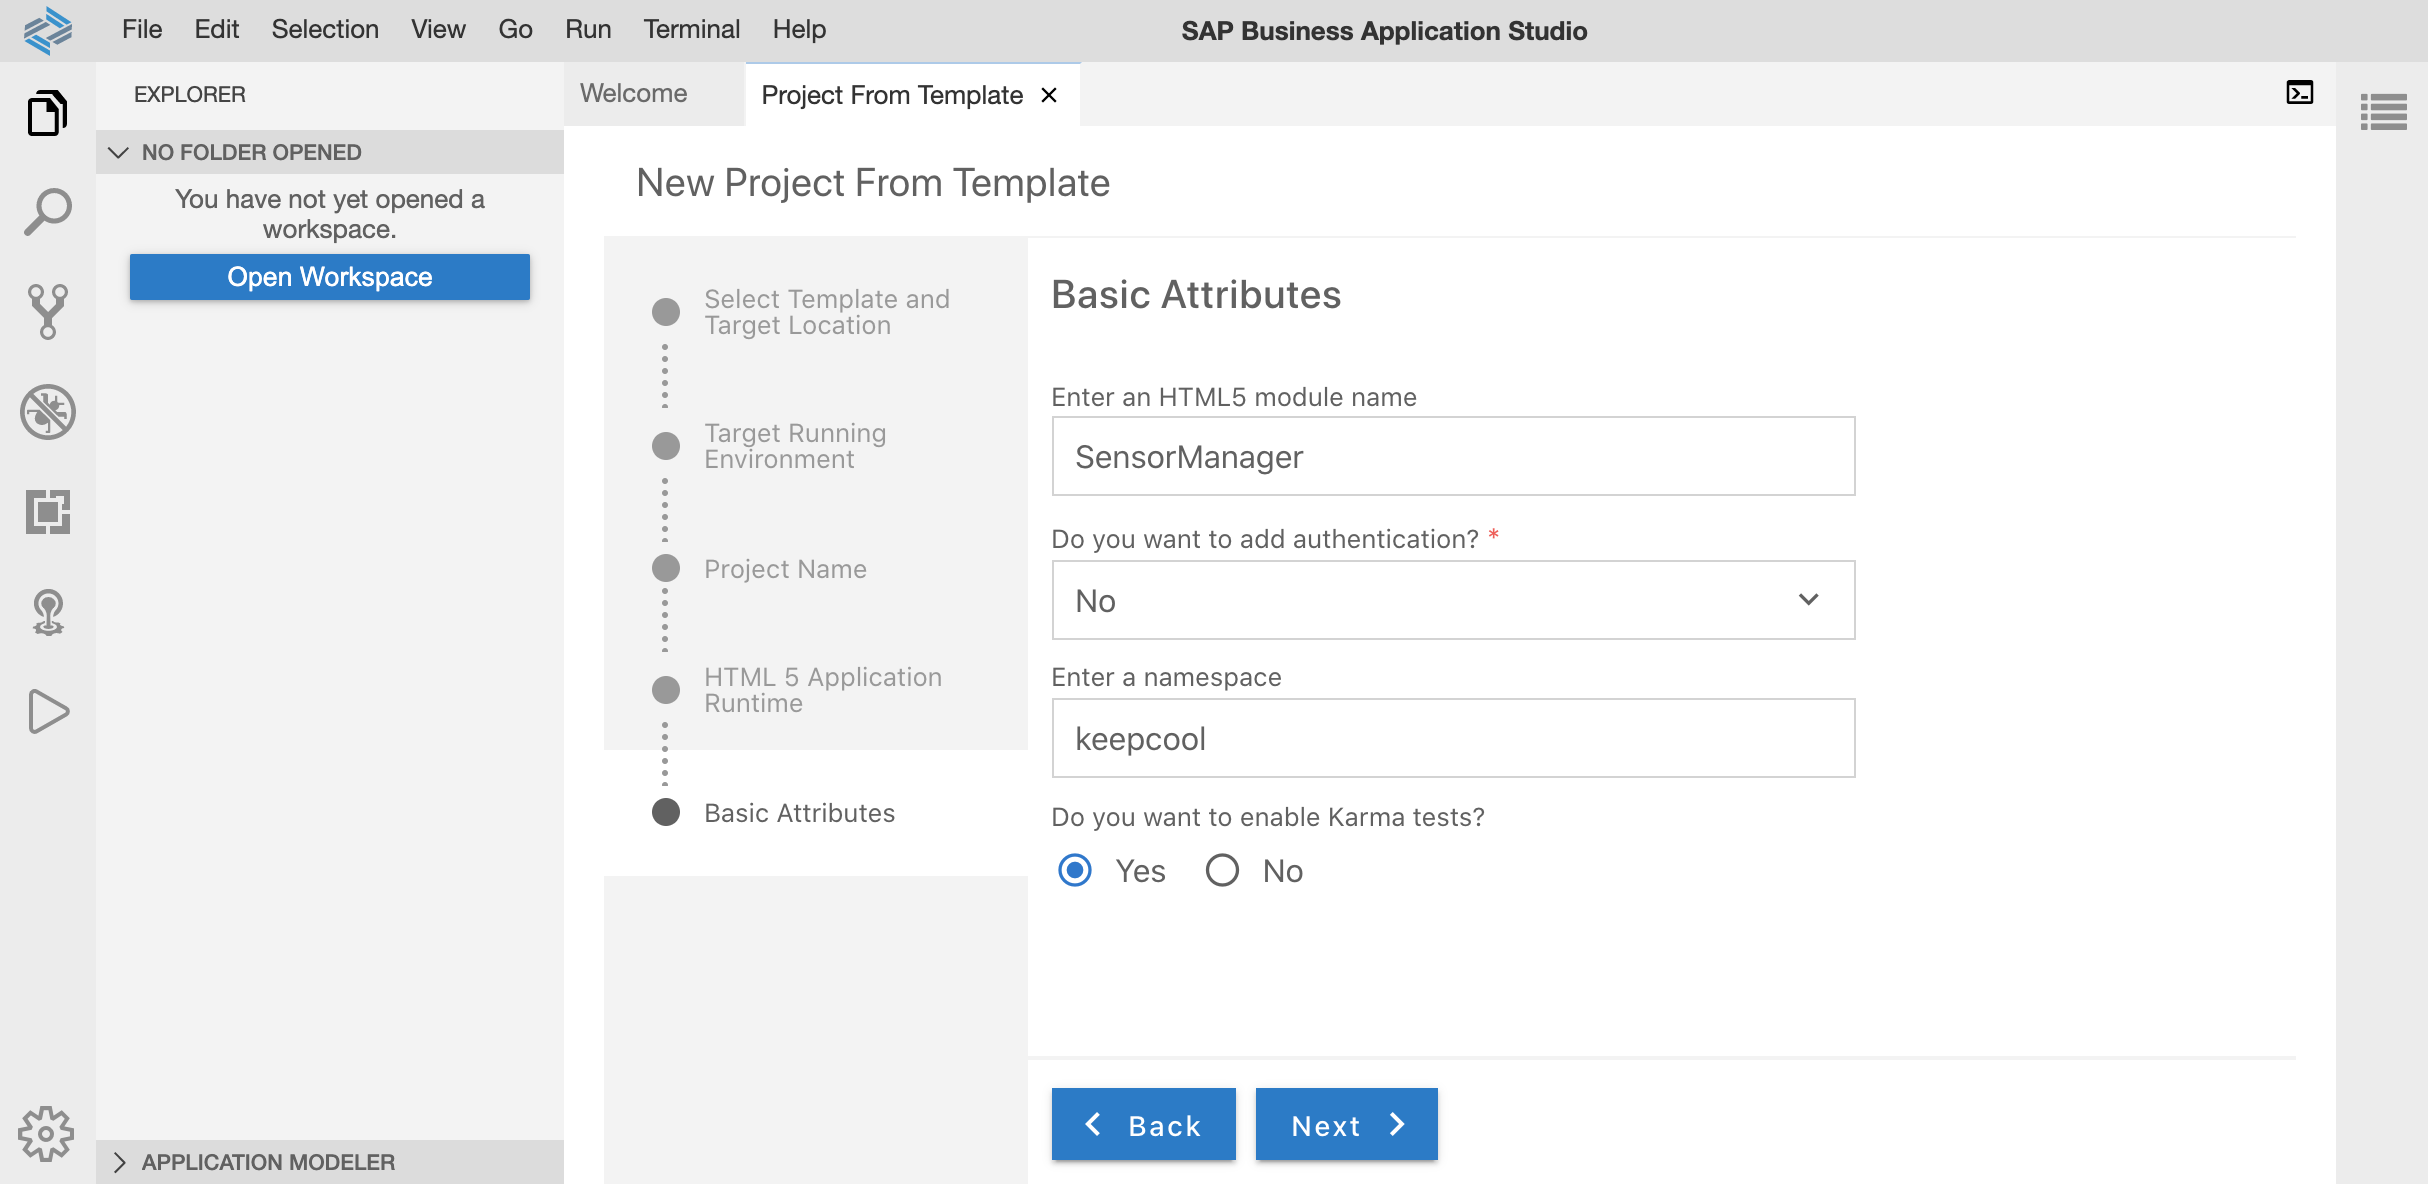 File Edit Selection View Go Run Terminal Help
SAP Business Application Studio
EXPLORER
NO FOLDER OPENED
You have not yet opened a
workspace.
Open Workspace
APPLICATION MODELER
Welcome
Project From Template
New Project From Template
Select Template and
Target Location
Target Running
Environment
Project Name
HTML 5 Application
Runtime
Basic Attributes
Basic Attributes
Enter an HTML5 module name
SensorManager
Do you want to add authentication? *
No
Enter a namespace
keepcool
Do you want to enable Karma tests?
Yes No
Back Next